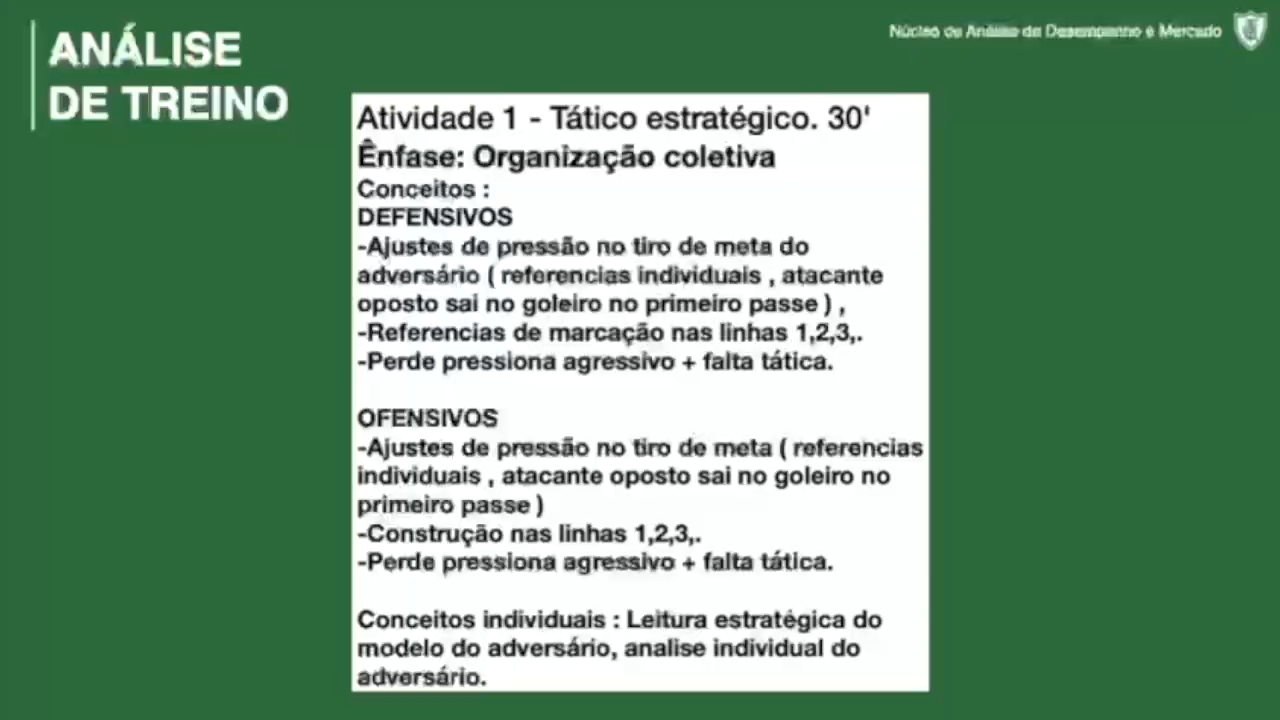 ANÁLISE
DE TREINO
Núcleo de Análise de Desempenho e Mercado
Atividade 1 - Tático estratégico. 30'
Ênfase: Organização coletiva
Conceitos :
DEFENSIVOS
-Ajustes de pressão no tiro de meta do
adversário ( referencias individuais , atacante
oposto sai no goleiro no primeiro passe ) ,
-Referencias de marcação nas linhas 1,2,3,.
-Perde pressiona agressivo + falta tática.
OFENSIVOS
-Ajustes de pressão no tiro de meta ( referencias
individuais , atacante oposto sai no goleiro no
primeiro passe )
-Construção nas linhas 1,2,3,.
-Perde pressiona agressivo + falta tática.
Conceitos individuais : Leitura estratégica do
modelo do adversário, analise individual do
adversário.